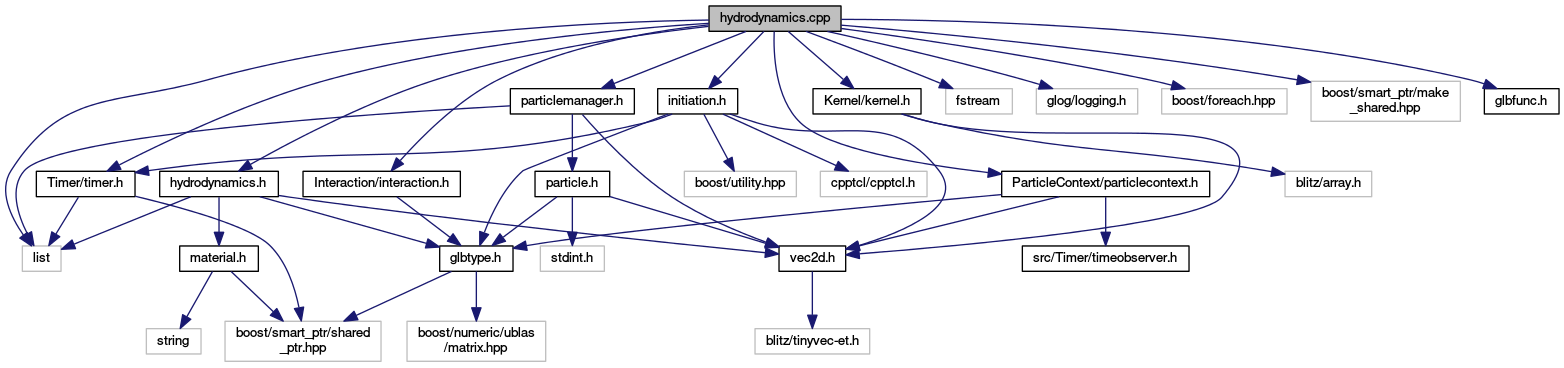 hydrodynamics.cpp
particlemanager.h
initiation.h
Kernel/kernel.h
fstream
glog/logging.h
boost/foreach.hpp
boost/smart_ptr/make
_shared.hpp
glbfunc.h
Timer/timer.h
hydrodynamics.h
Interaction/interaction.h
particle.h
boost/utility.hpp
cpptcl/cpptcl.h
ParticleContext/particlecontext.h
blitz/array.h
list
material.h
glbtype.h
stdint.h
vec2d.h
src/Timer/timeobserver.h
string
boost/smart_ptr/shared
_ptr.hpp
boost/numeric/ublas
/matrix.hpp
blitz/tinyvec-et.h